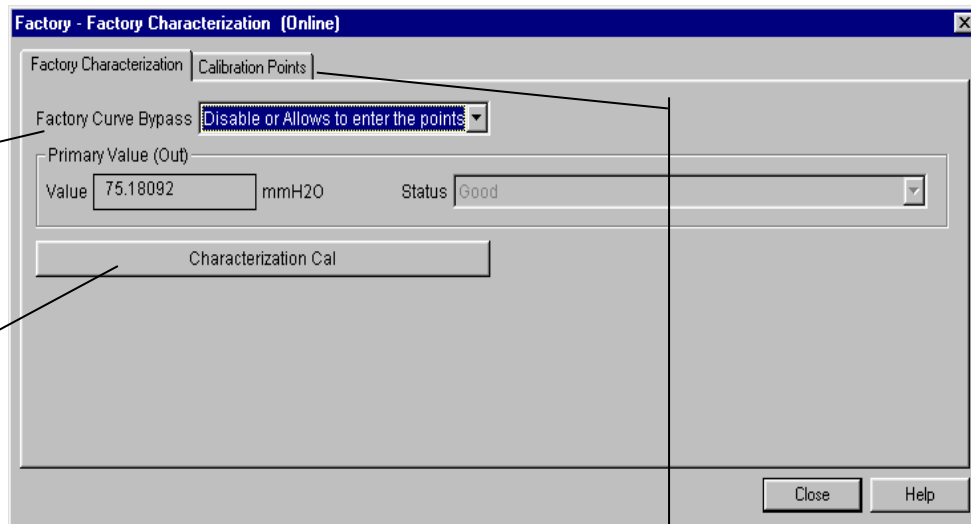 Factory - Factory Characterization (Online)
Factory Characterization Calibration Points
Factory Curve Bypass Disable or Allows to enter the points
Primary Value (Out)
Value 75.18092 mmH2O Status Good
Characterization Cal
Close Help